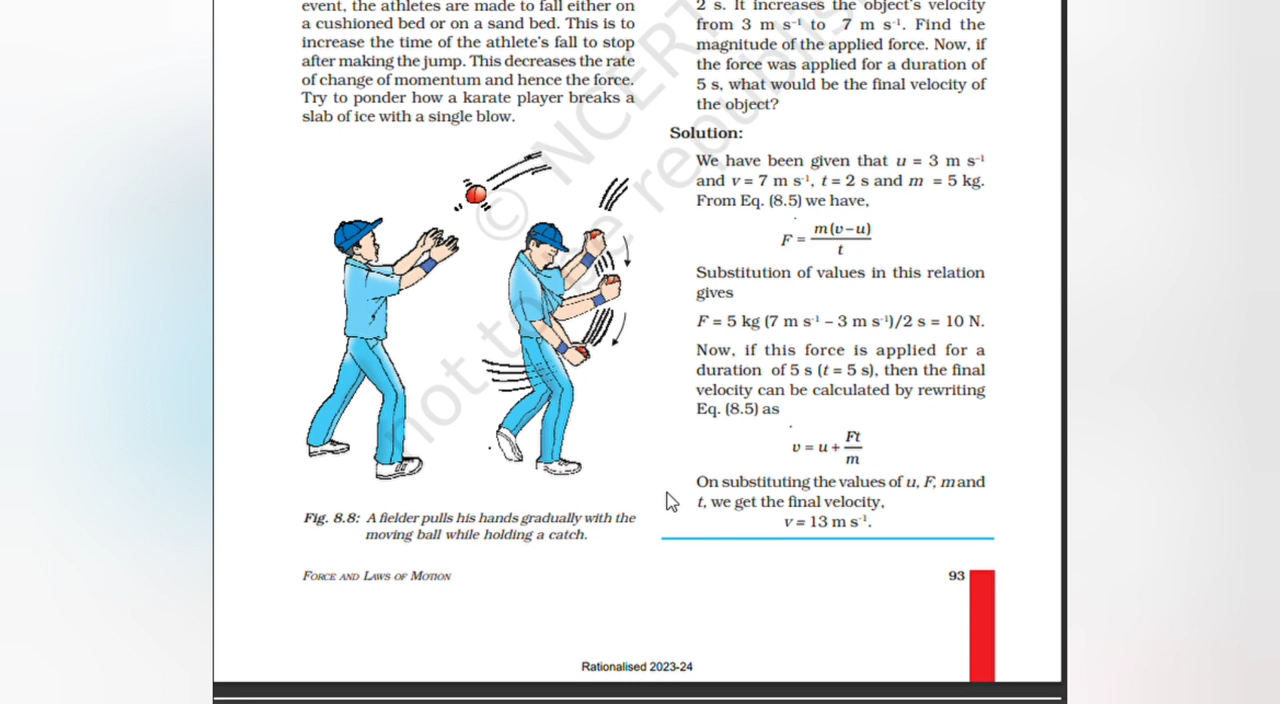 event, the athletes are made to fall either on
a cushioned bed or on a sand bed. This is to
increase the time of the athlete's fall to stop
after making the jump. This decreases the rate
of change of momentum and hence the force.
Try to ponder how a karate player breaks a
slab of ice with a single blow.
Fig. 8.8: A fielder pulls his hands gradually with the
moving ball while holding a catch.
2 s. It increases the object's velocity
from 3 m s⁻¹ to 7 m s⁻¹. Find the
magnitude of the applied force. Now, if
the force was applied for a duration of
5 s, what would be the final velocity of
the object?
Solution:
We have been given that u = 3 m s⁻¹
and v = 7 m s⁻¹, t = 2 s and m = 5 kg.
From Eq. (8.5) we have,
F = m(v–u)/t
Substitution of values in this relation
gives
F = 5 kg (7 m s⁻¹ – 3 m s⁻¹)/2 s = 10 N.
Now, if this force is applied for a
duration of 5 s (t = 5 s), then the final
velocity can be calculated by rewriting
Eq. (8.5) as
v = u + Ft/m
On substituting the values of u, F, m and
t, we get the final velocity,
v = 13 m s⁻¹.
FORCE AND LAWS OF MOTION
93
Rationalised 2023-24
© NCERT
not to be republis